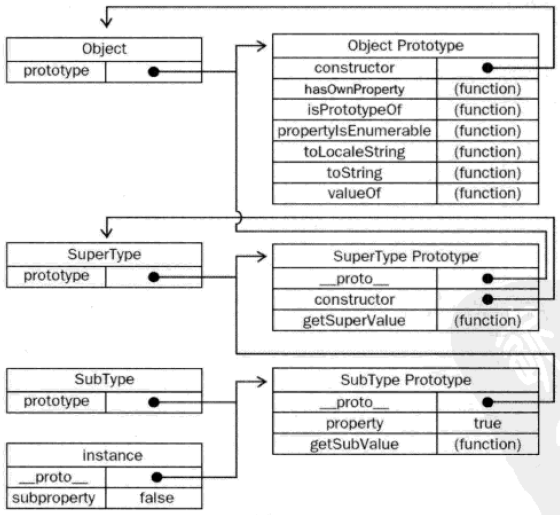 Object
prototype
Object Prototype
constructor
hasOwnProperty (function)
isPrototypeOf (function)
propertyIsEnumerable (function)
toLocaleString (function)
toString (function)
valueOf (function)
SuperType
prototype
SuperType Prototype
__proto__
constructor
getSuperValue (function)
SubType
prototype
SubType Prototype
__proto__
property true
getSubValue (function)
instance
__proto__
subproperty false